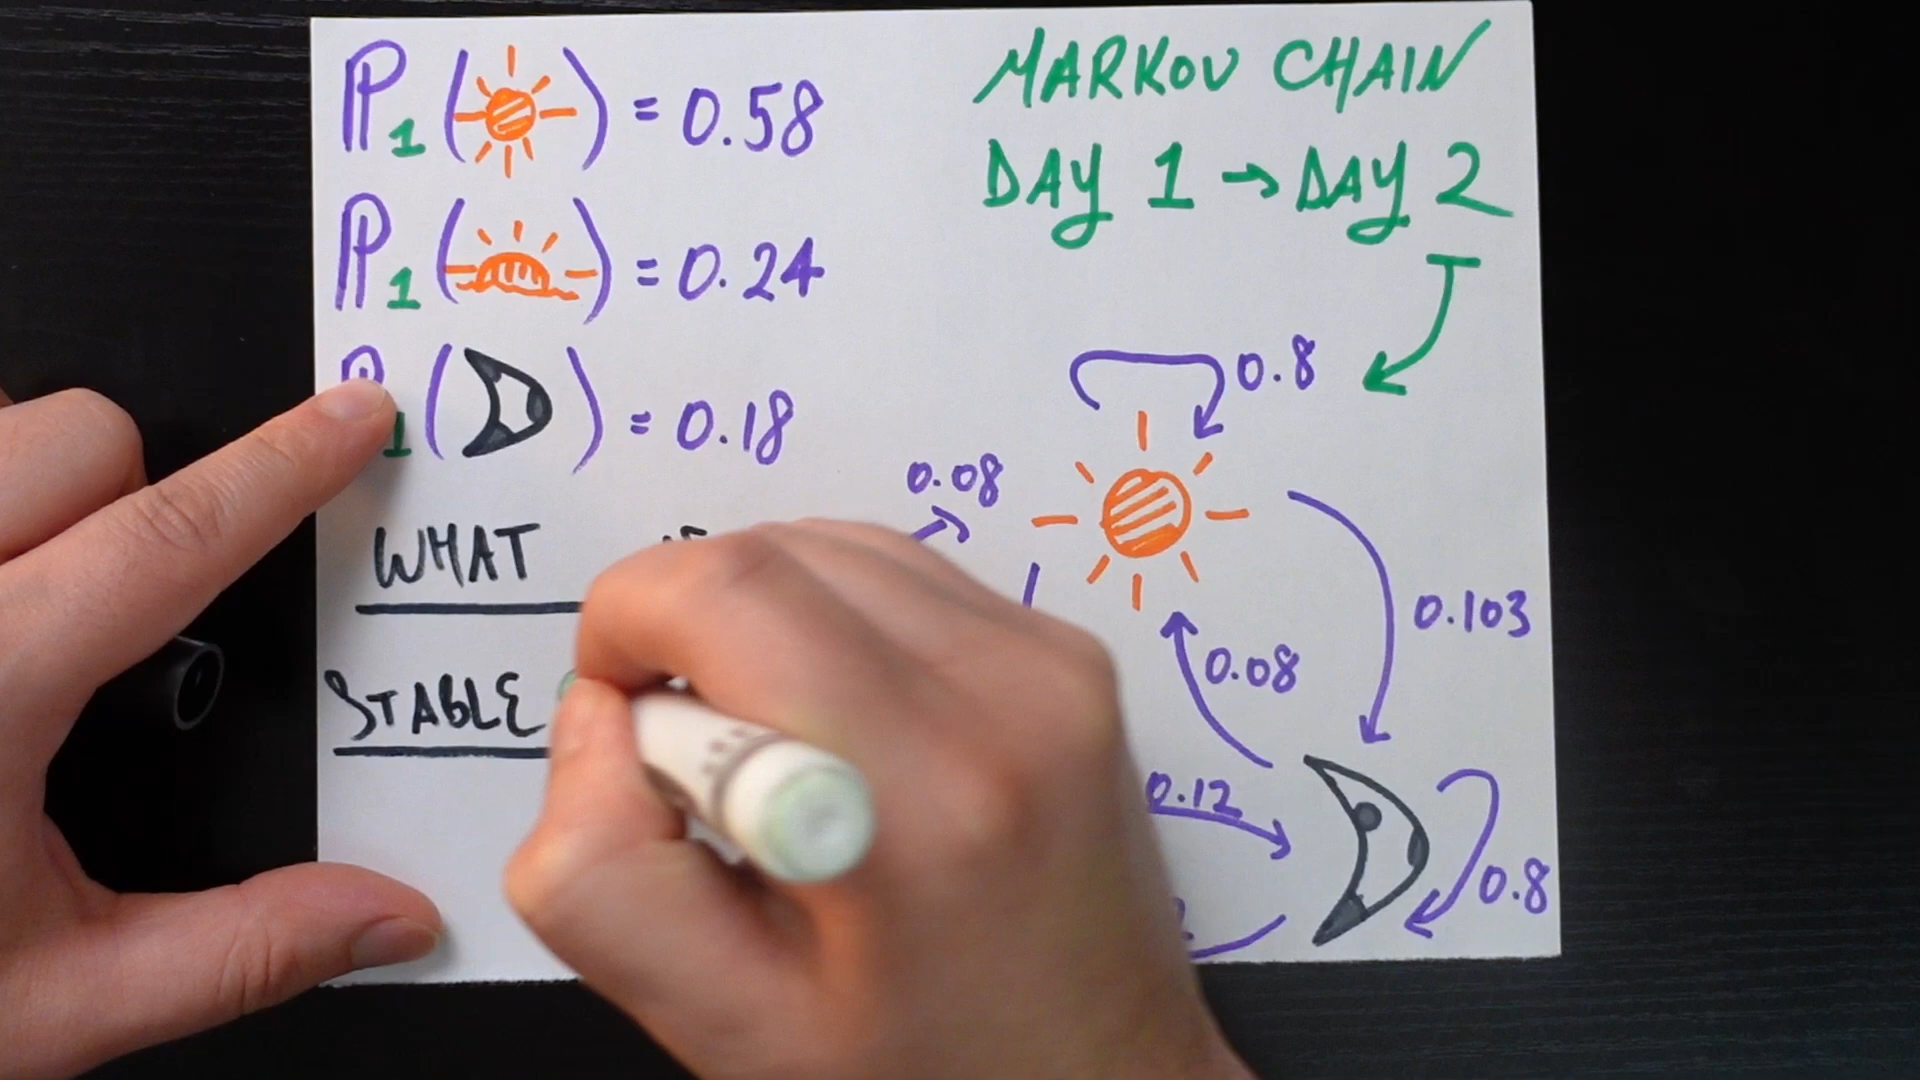 ℙ1( ) = 0.58
ℙ1( ) = 0.24
1( ) = 0.18
WHAT
STABLE
MARKOV CHAIN
DAY 1 → DAY 2
0.8
0.08
0.103
0.08
0.12
0.8